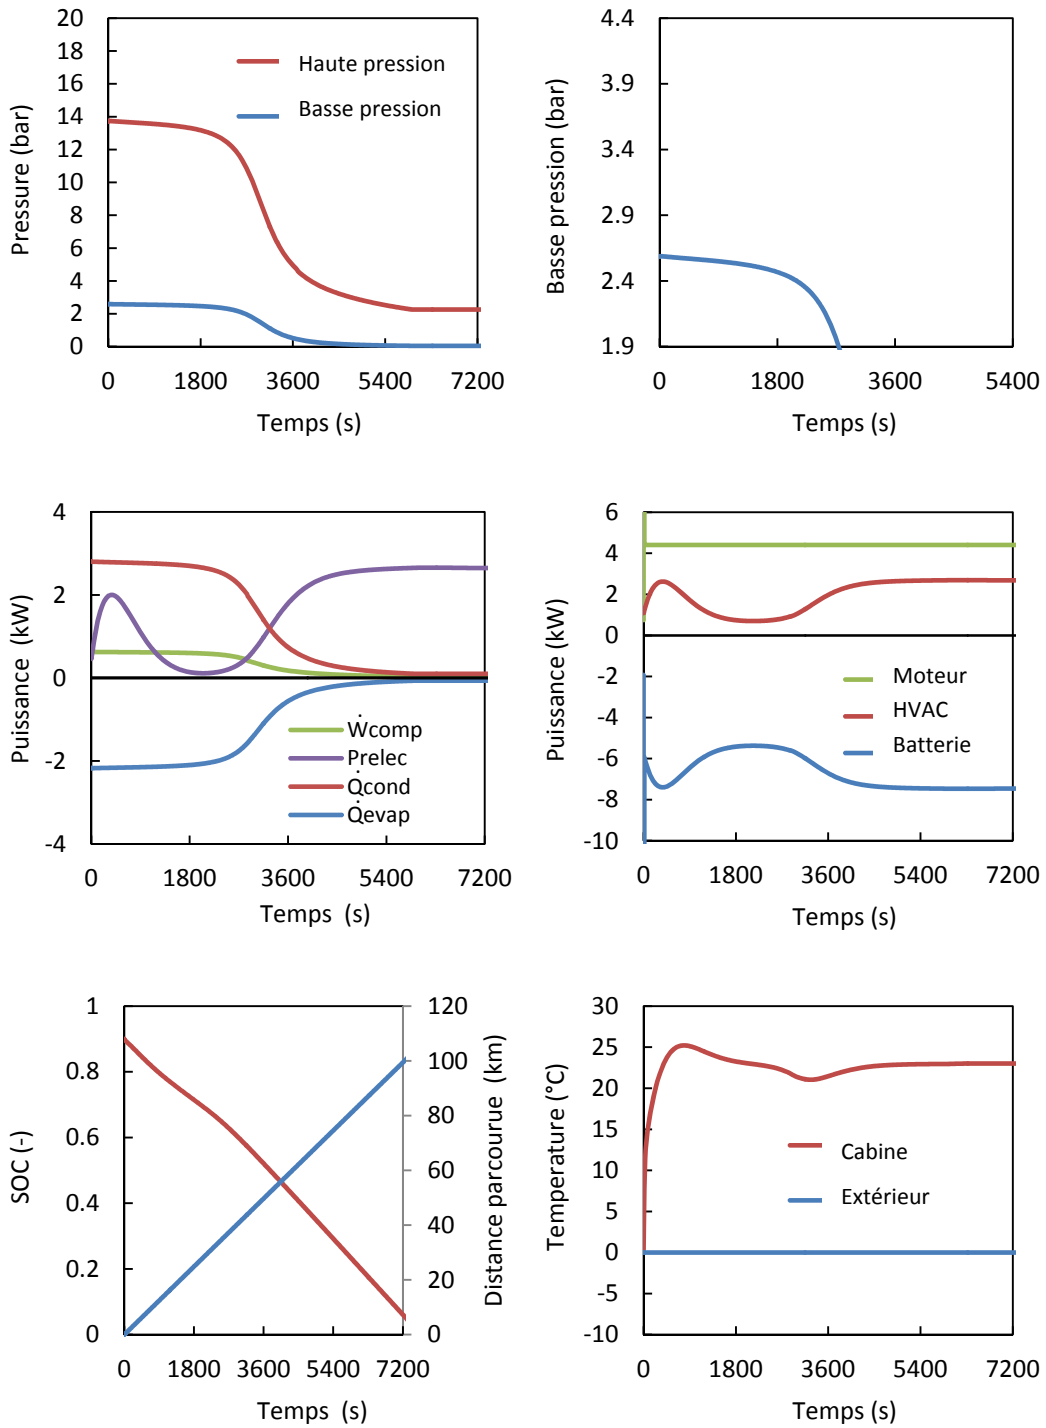 20
18
16
14
12
10
8
6
4
2
0
Pressure (bar)
Haute pression
Basse pression
0 1800 3600 5400 7200
Temps (s)
4.4
3.9
3.4
2.9
2.4
1.9
Basse pression (bar)
0 1800 3600 5400
Temps (s)
4
2
0
-2
-4
Puissance (kW)
Ẇcomp
Prelec
Q̇cond
Q̇evap
0 1800 3600 5400 7200
Temps (s)
6
4
2
0
-2
-4
-6
-8
-10
Puissance (kW)
Moteur
HVAC
Batterie
0 1800 3600 5400 7200
Temps (s)
1
0.8
0.6
0.4
0.2
0
SOC (-)
120
100
80
60
40
20
0
Distance parcourue (km)
0 1800 3600 5400 7200
Temps (s)
30
25
20
15
10
5
0
-5
-10
Temperature (°C)
Cabine
Extérieur
0 1800 3600 5400 7200
Temps (s)